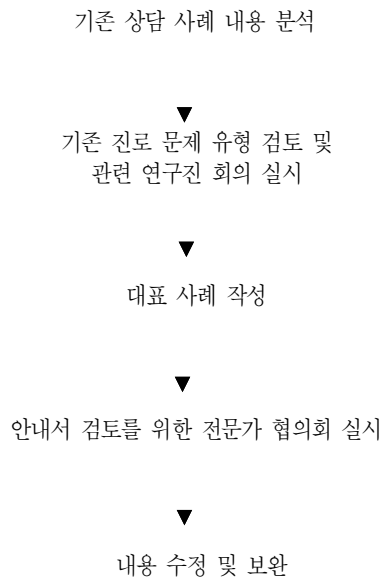 기존 상담 사례 내용 분석
▼
기존 진로 문제 유형 검토 및
관련 연구진 회의 실시
▼
대표 사례 작성
▼
안내서 검토를 위한 전문가 협의회 실시
▼
내용 수정 및 보완